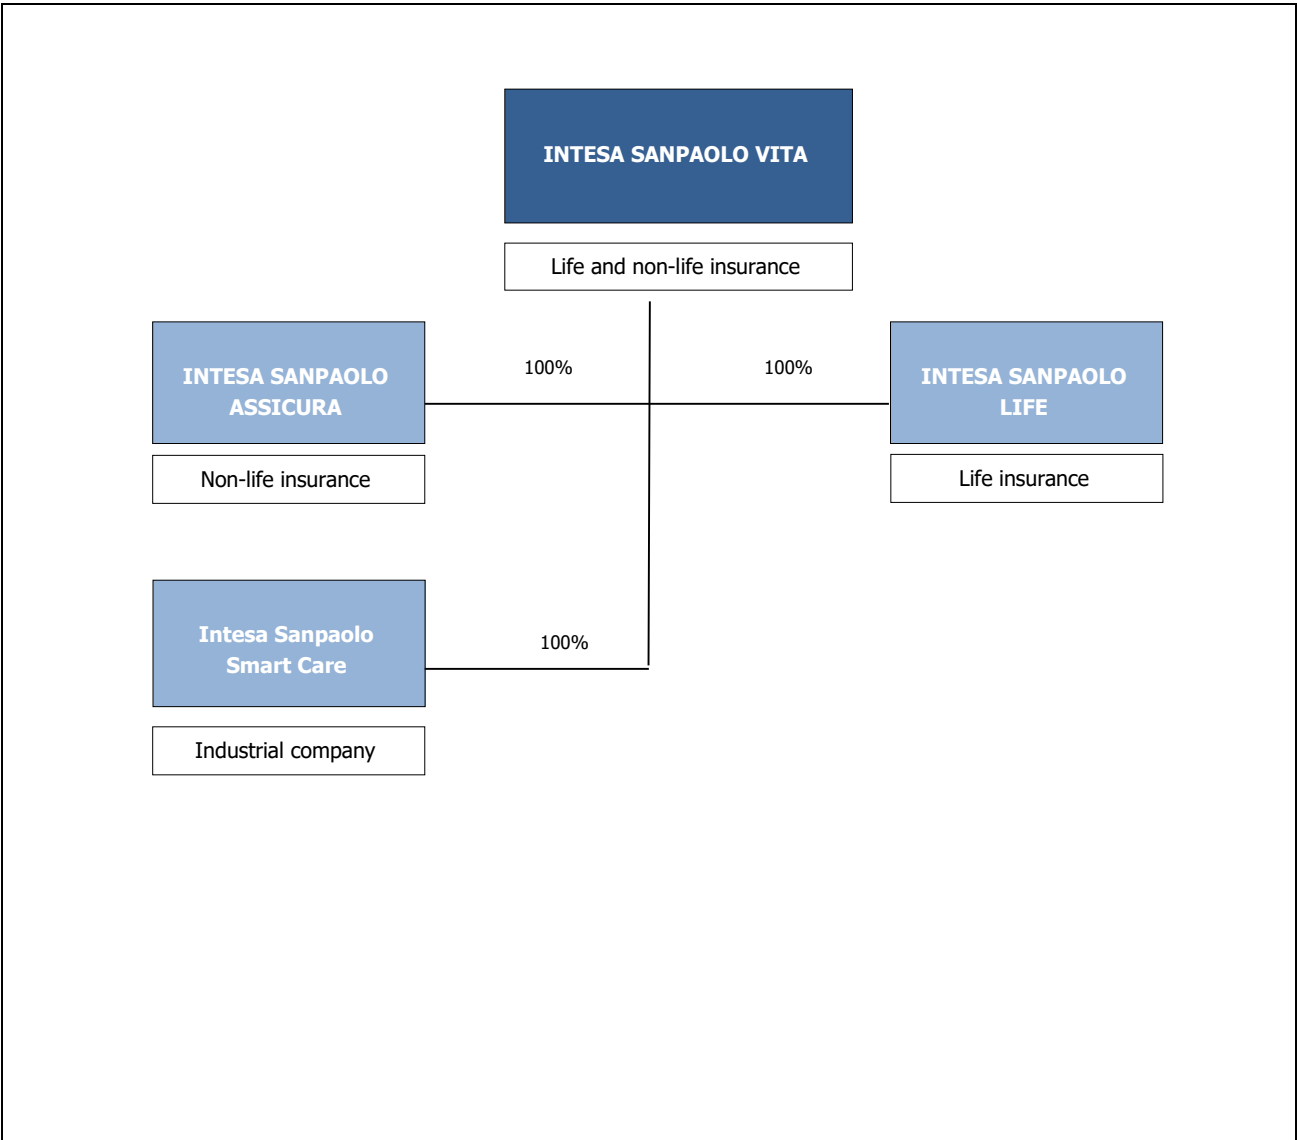 INTESA SANPAOLO VITA
Life and non-life insurance
INTESA SANPAOLO
ASSICURA
100%
100%
INTESA SANPAOLO
LIFE
Non-life insurance
Life insurance
Intesa Sanpaolo
Smart Care
100%
Industrial company